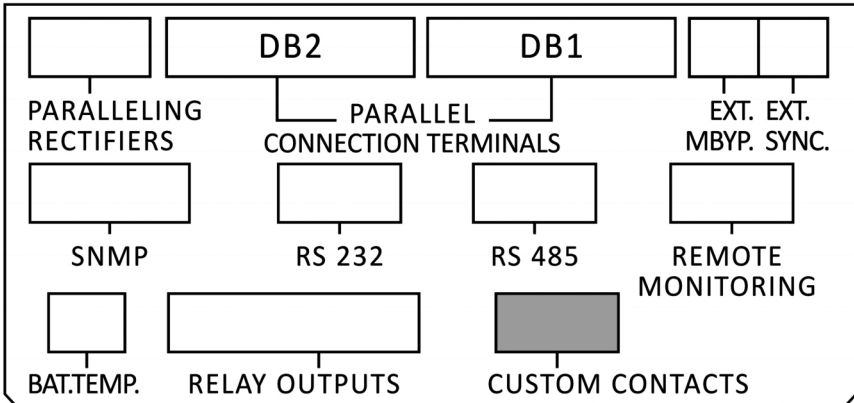 DB2
DB1
PARALLELING
RECTIFIERS
PARALLEL
CONNECTION TERMINALS
EXT.
MBYP.
EXT.
SYNC.
SNMP
RS 232
RS 485
REMOTE
MONITORING
BAT.TEMP.
RELAY OUTPUTS
CUSTOM CONTACTS